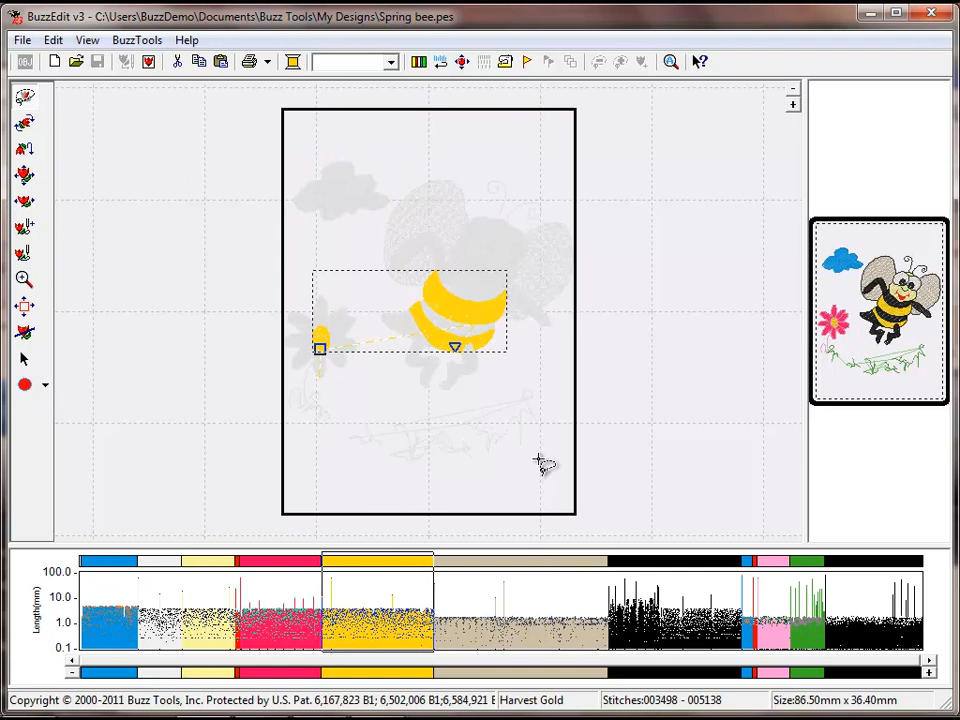 BuzzEdit v3 - C:\Users\BuzzDemo\Documents\Buzz Tools\My Designs\Spring bee.pes
File Edit View BuzzTools Help
OBJ
100.0
10.0
1.0
0.1
Length(mm)
Copyright © 2000-2011 Buzz Tools, Inc. Protected by U.S. Pat. 6,167,823 B1; 6,502,006 B1;6,584,921 E Harvest Gold Stitches:003498 - 005138 Size:86.50mm x 36.40mm